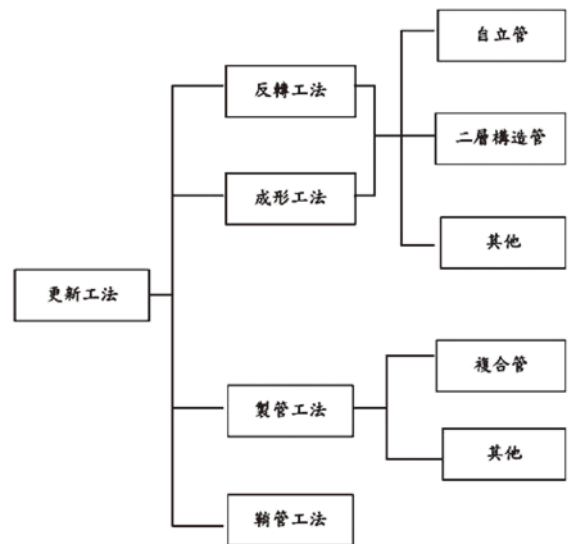 自立管
反轉工法
二層構造管
成形工法
其他
更新工法
複合管
製管工法
其他
鞘管工法